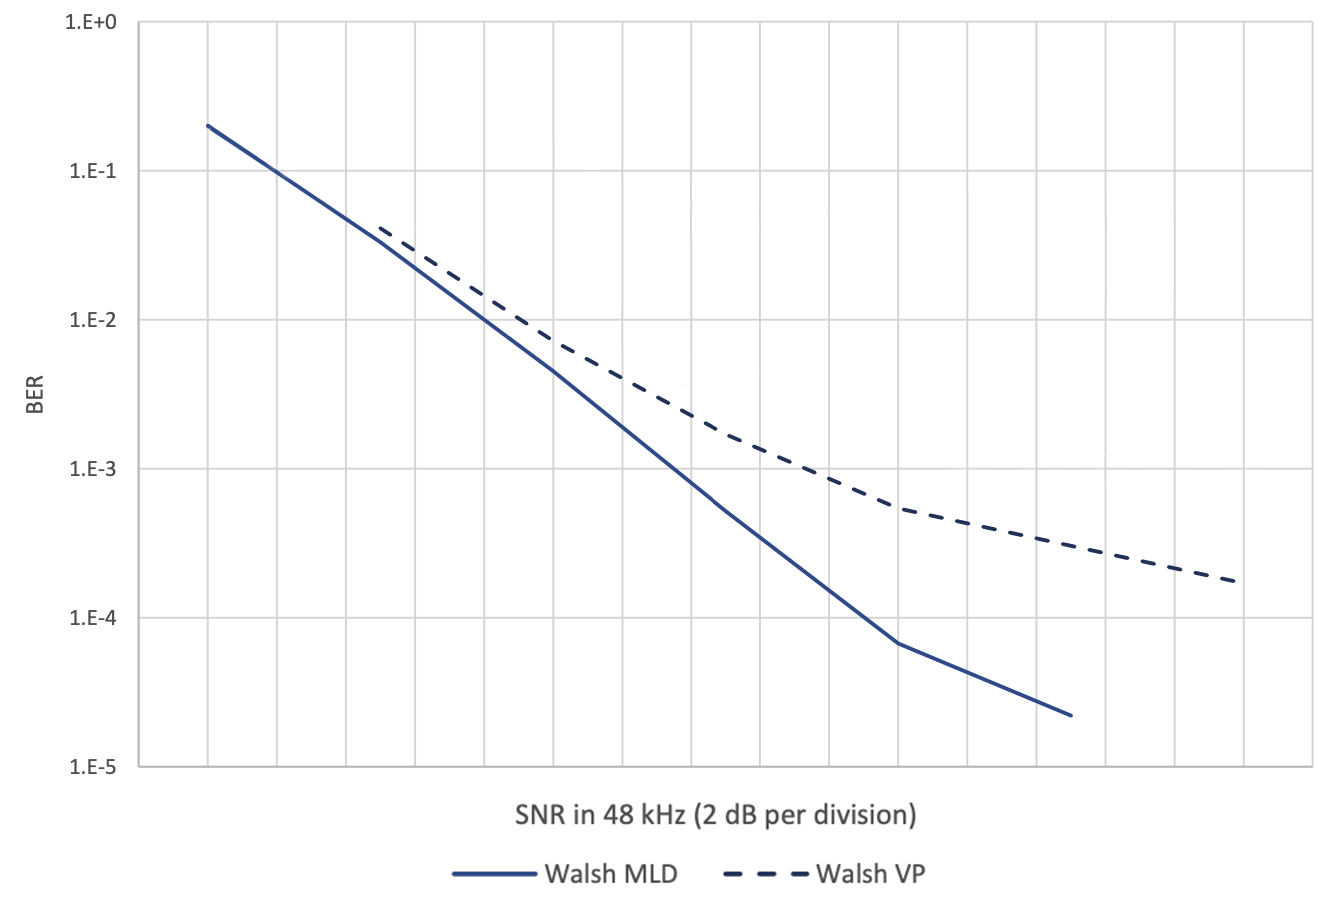 1.E+0
1.E-1
1.E-2
1.E-3
1.E-4
1.E-5
BER
SNR in 48 kHz (2 dB per division)
Walsh MLD
Walsh VP